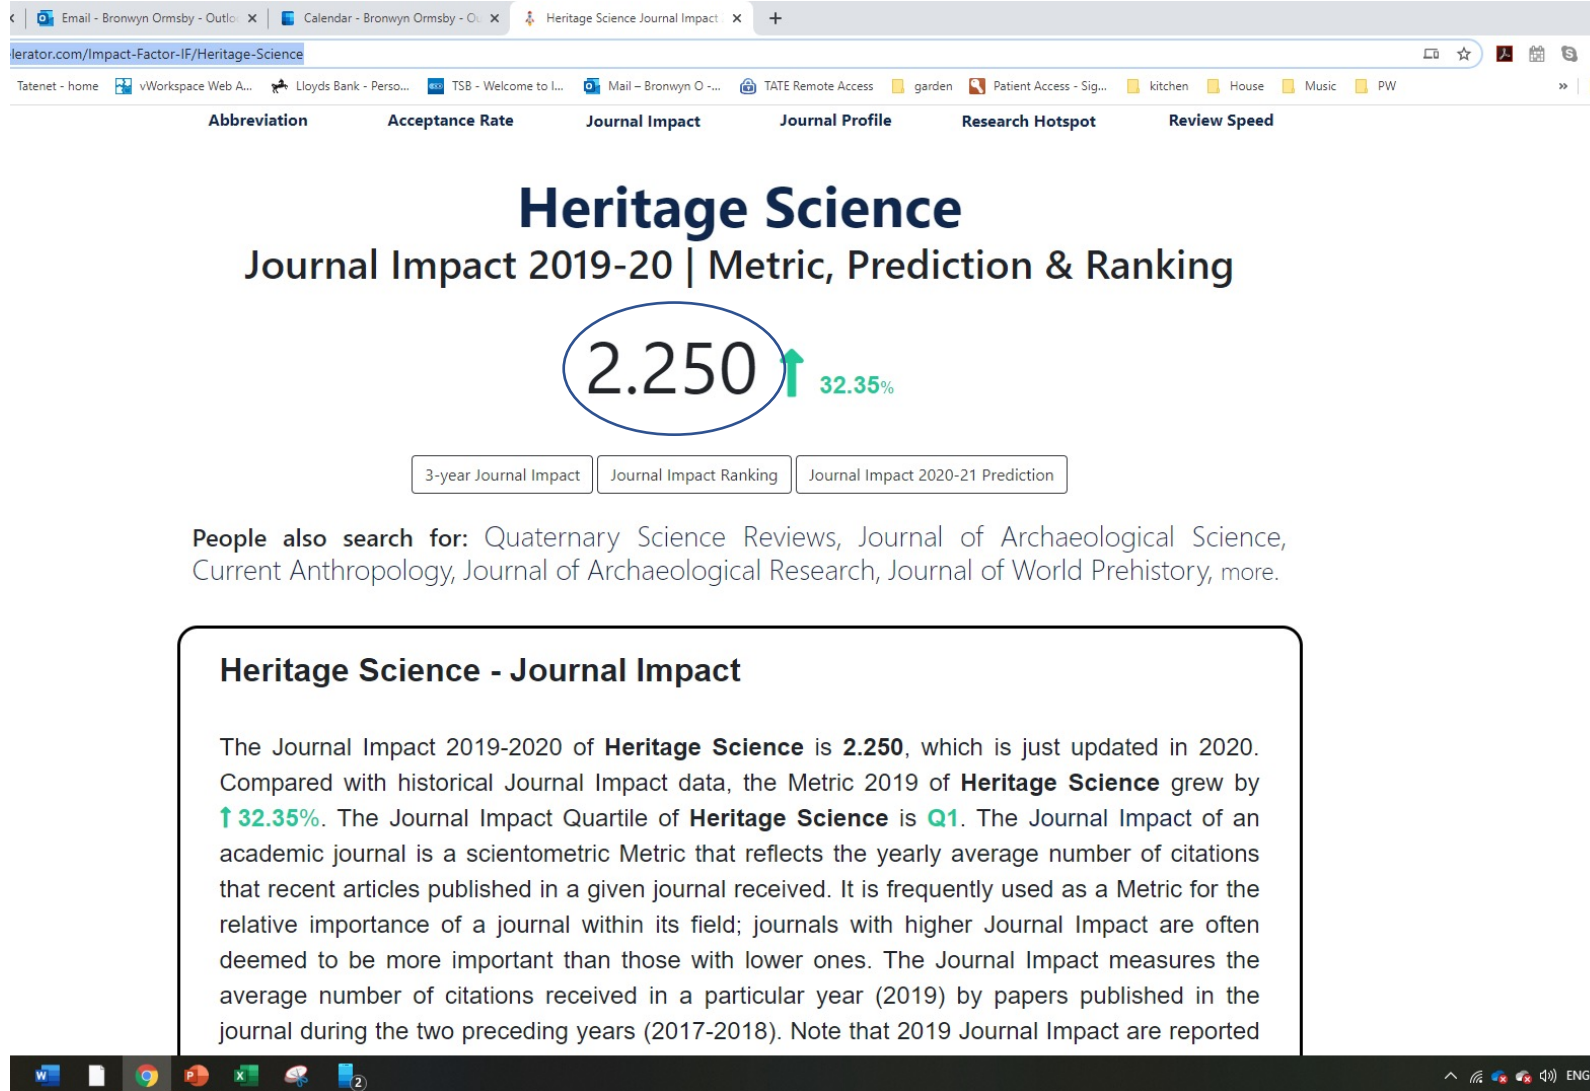 Email - Bronwyn Ormsby - Outlo
Calendar - Bronwyn Ormsby - Ou
Heritage Science Journal Impact
lerator.com/Impact-Factor-IF/Heritage-Science
Tatenet - home vWorkspace Web A... Lloyds Bank - Perso... TSB - Welcome to I... Mail – Bronwyn O -... TATE Remote Access garden Patient Access - Sig... kitchen House Music PW »
Abbreviation Acceptance Rate Journal Impact Journal Profile Research Hotspot Review Speed
Heritage Science
Journal Impact 2019-20 | Metric, Prediction & Ranking
2.250 32.35%
3-year Journal Impact Journal Impact Ranking Journal Impact 2020-21 Prediction
People also search for: Quaternary Science Reviews, Journal of Archaeological Science,
Current Anthropology, Journal of Archaeological Research, Journal of World Prehistory, more.
Heritage Science - Journal Impact
The Journal Impact 2019-2020 of Heritage Science is 2.250, which is just updated in 2020.
Compared with historical Journal Impact data, the Metric 2019 of Heritage Science grew by
↑ 32.35%. The Journal Impact Quartile of Heritage Science is Q1. The Journal Impact of an
academic journal is a scientometric Metric that reflects the yearly average number of citations
that recent articles published in a given journal received. It is frequently used as a Metric for the
relative importance of a journal within its field; journals with higher Journal Impact are often
deemed to be more important than those with lower ones. The Journal Impact measures the
average number of citations received in a particular year (2019) by papers published in the
journal during the two preceding years (2017-2018). Note that 2019 Journal Impact are reported
2 ENG